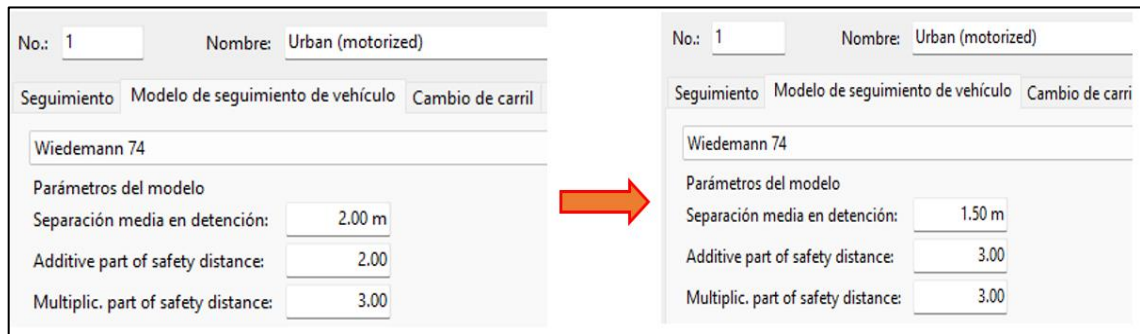 No.: 1 Nombre: Urban (motorized)
Seguimiento Modelo de seguimiento de vehículo Cambio de carril
Wiedemann 74
Parámetros del modelo
Separación media en detención: 2.00 m
Additive part of safety distance: 2.00
Multiplic. part of safety distance: 3.00
No.: 1 Nombre: Urban (motorized)
Seguimiento Modelo de seguimiento de vehículo Cambio de carri
Wiedemann 74
Parámetros del modelo
Separación media en detención: 1.50 m
Additive part of safety distance: 3.00
Multiplic. part of safety distance: 3.00